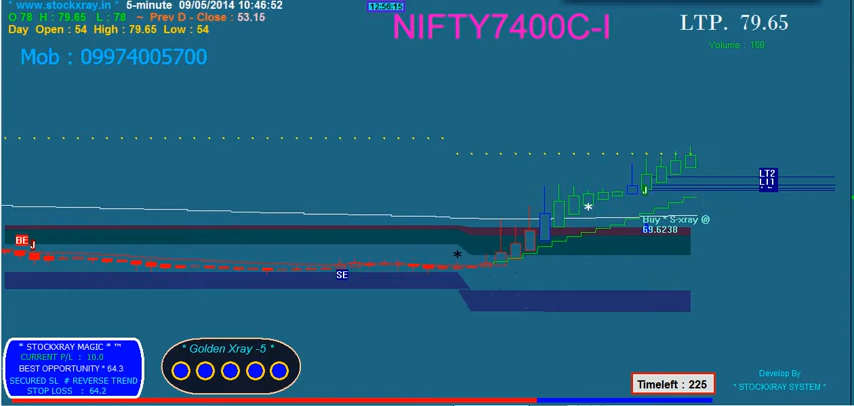 * www.stockxray.in * 5-minute 09/05/2014 10:46:52
O 78 H : 79.65 L : 78 ~ Prev D - Close : 53.15
Day Open : 54 High : 79.65 Low : 54
Mob : 09974005700
12:56:15
NIFTY7400C-I
LTP. 79.65
Volume : 100
LT2
LT1
J
*
Buy * S-xray @
69.6238
BE
J
*
SE
* STOCKXRAY MAGIC * ™
CURRENT P/L : 10.0
BEST OPPORTUNITY * 64.3
SECURED SL # REVERSE TREND
STOP LOSS : 64.2
* Golden Xray -5 *
Timeleft : 225
Develop By
* STOCKXRAY SYSTEM *